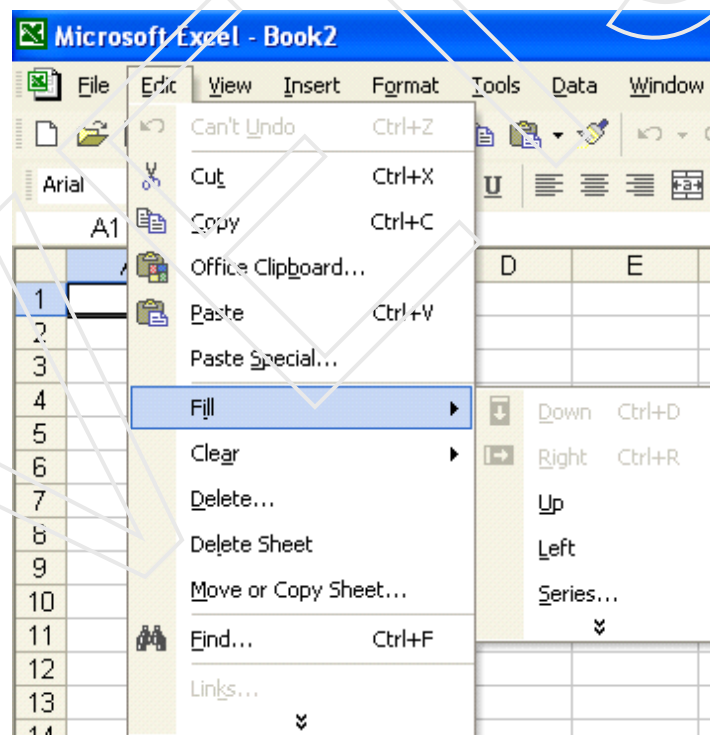 Microsoft Excel - Book2
File Edit View Insert Format Tools Data Window
Can't Undo Ctrl+Z
Arial U
Cut Ctrl+X
A1 Copy Ctrl+C
Office Clipboard... D E
1
Paste Ctrl+V
2
3 Paste Special...
4 Fill Down Ctrl+D
5
Clear Right Ctrl+R
6
7 Delete... Up
8
Delete Sheet Left
9
10 Move or Copy Sheet... Series...
11 Find... Ctrl+F
12
Links...
13
14